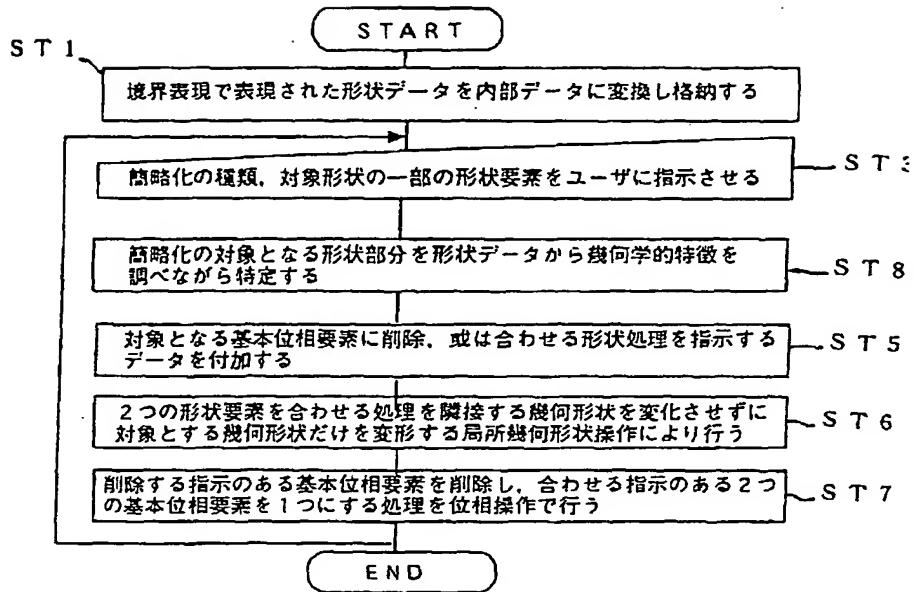 START
ST1
境界表現で表現された形状データを内部データに変換し格納する
簡略化の種類，対象形状の一部の形状要素をユーザに指示させる
ST3
簡略化の対象となる形状部分を形状データから幾何学的特徴を
調べながら特定する
ST8
対象となる基本位相要素に削除，或は合わせる形状処理を指示する
データを付加する
ST5
2つの形状要素を合わせる処理を隣接する幾何形状を変化させずに
対象とする幾何形状だけを変形する局所幾何形状操作により行う
ST6
削除する指示のある基本位相要素を削除し，合わせる指示のある2つ
の基本位相要素を1つにする処理を位相操作で行う
ST7
END